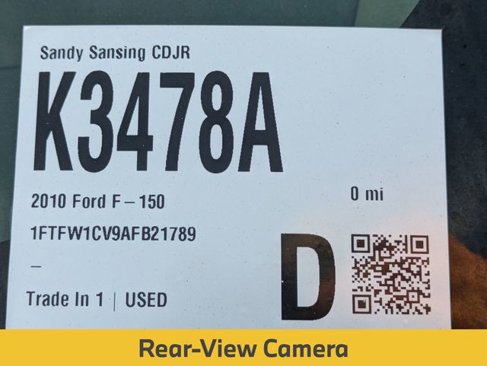 Sandy Sansing CDJR
K3478A
2010 Ford F-150
0 mi
1FTFW1CV9AFB21789
–
D
Trade In 1 | USED
Rear-View Camera